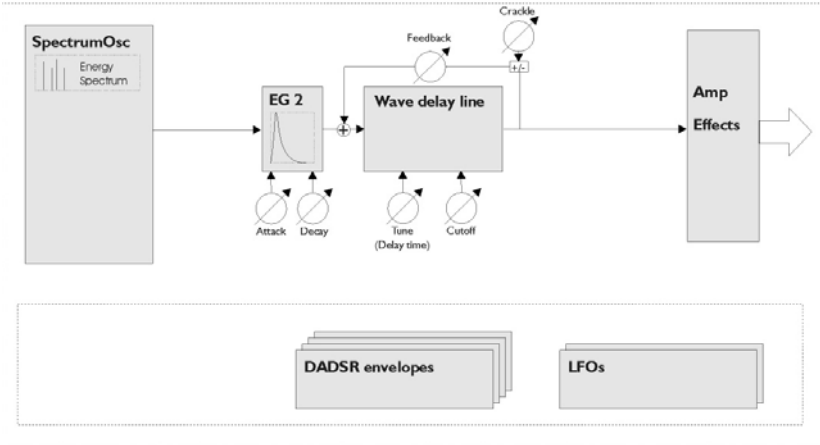 Crackle
SpectrumOsc
Feedback
Energy
Spectrum
+/-
EG 2
Wave delay line
Amp
Effects
+
Attack
Decay
Tune
(Delay time)
Cutoff
DADSR envelopes
LFOs